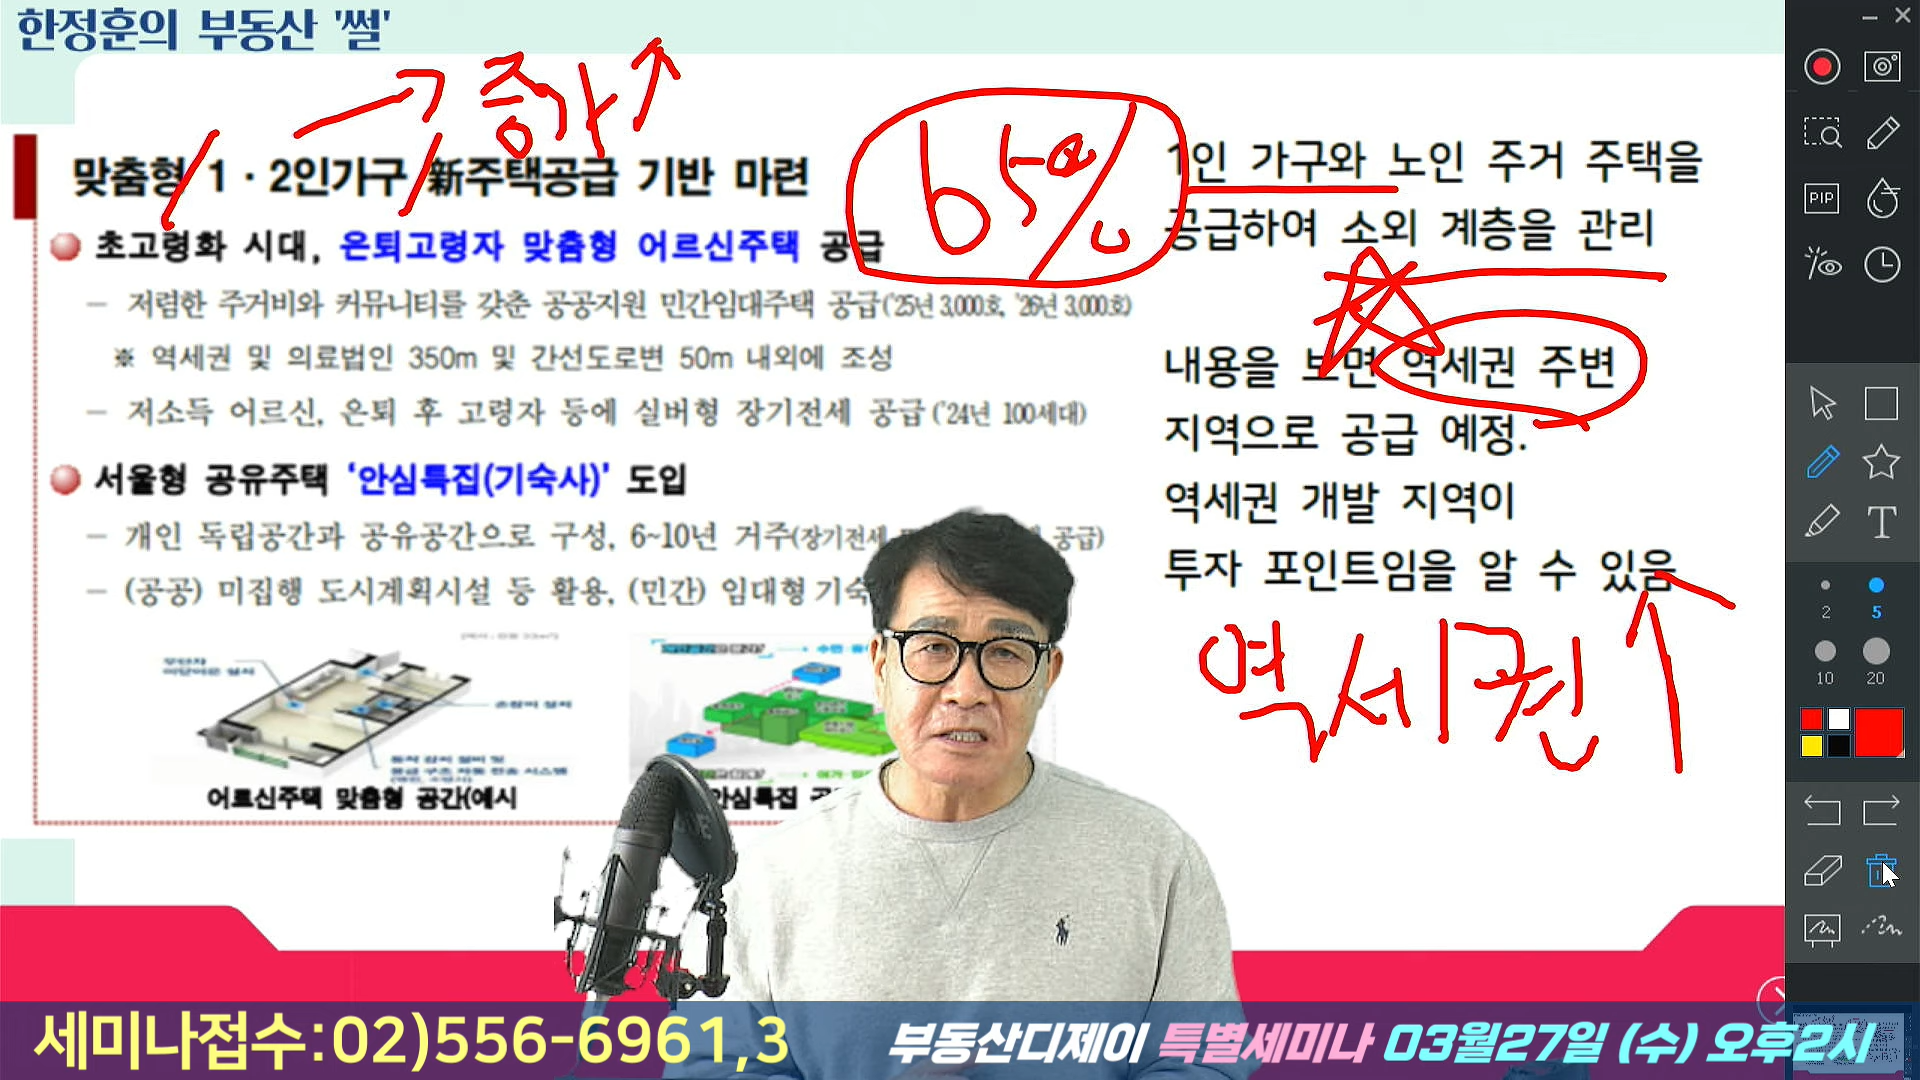 한정훈의 부동산 '썰'
증가
65%
맞춤형 1·2인가구 新주택공급 기반 마련
초고령화 시대, 은퇴고령자 맞춤형 어르신주택 공급
– 저렴한 주거비와 커뮤니티를 갖춘 공공지원 민간임대주택 공급('25년 3,000호, '26년 3,000호)
※ 역세권 및 의료법인 350m 및 간선도로변 50m 내외에 조성
– 저소득 어르신, 은퇴 후 고령자 등에 실버형 장기전세 공급('24년 100세대)
서울형 공유주택 '안심특집(기숙사)' 도입
– 개인 독립공간과 공유공간으로 구성, 6~10년 거주(장기전세 공급)
– (공공) 미집행 도시계획시설 등 활용, (민간) 임대형기숙
어르신주택 맞춤형 공간(예시
안심특집
1인 가구와 노인 주거 주택을
공급하여 소외 계층을 관리
내용을 보면 역세권 주변
지역으로 공급 예정.
역세권 개발 지역이
투자 포인트임을 알 수 있음
역세권
PIP
T
2
5
10
20
세미나접수:02)556-6961,3
부동산디제이 특별세미나 03월27일 (수) 오후2시